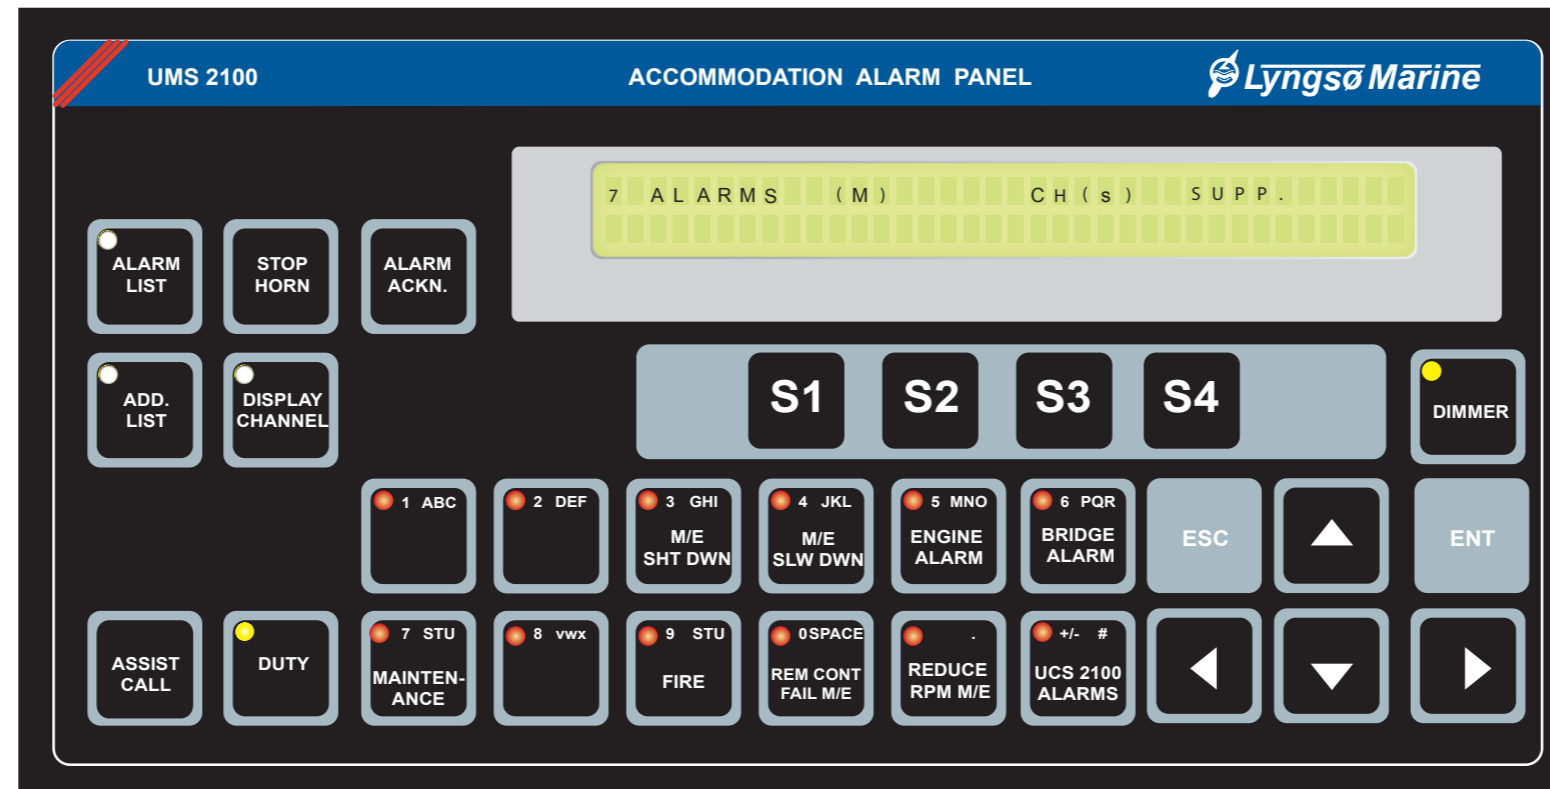 UMS 2100 ACCOMMODATION ALARM PANEL Lyngsø Marine
7 ALARMS (M) CH(s) SUPP.
ALARM
LIST
STOP
HORN
ALARM
ACKN.
ADD.
LIST
DISPLAY
CHANNEL
S1 S2 S3 S4
DIMMER
1 ABC
2 DEF
3 GHI
M/E
SHT DWN
4 JKL
M/E
SLW DWN
5 MNO
ENGINE
ALARM
6 PQR
BRIDGE
ALARM
ESC
ENT
ASSIST
CALL
DUTY
7 STU
MAINTEN-
ANCE
8 vwx
9 STU
FIRE
0SPACE
REM CONT
FAIL M/E
.
REDUCE
RPM M/E
+/- #
UCS 2100
ALARMS